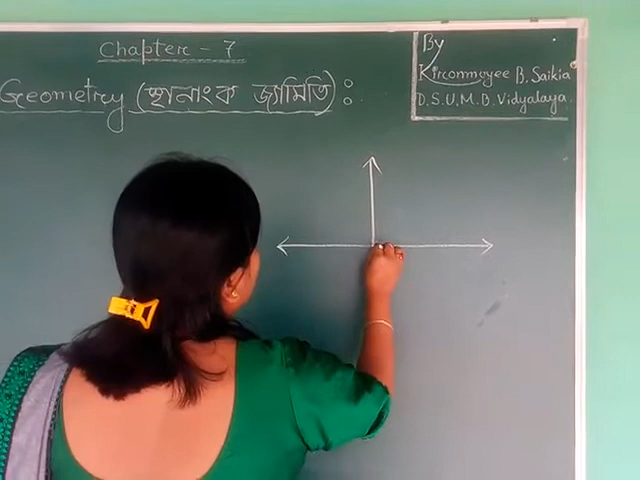 Chapter - 7
Geometry (স্থানাংক জ্যামিতি) :
By
Kironmoyee B. Saikia
D.S.U.M.B. Vidyalaya.